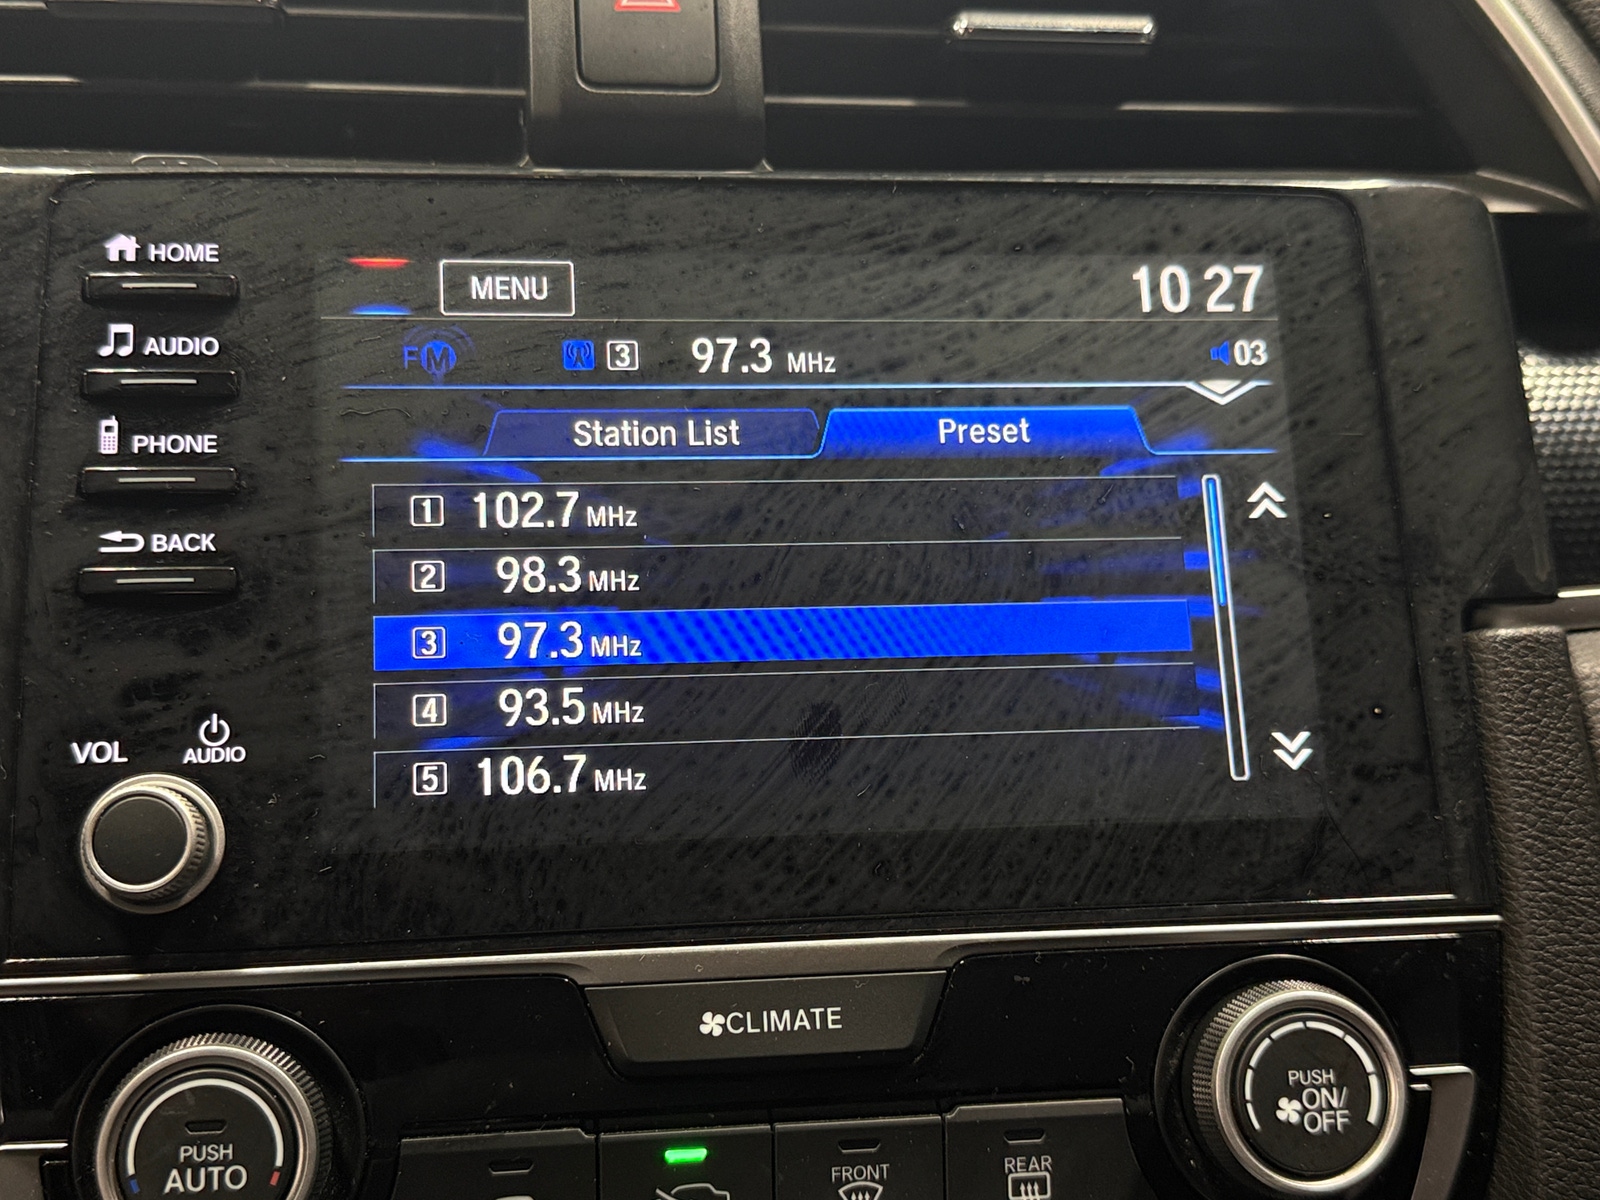 HOME
MENU
10 27
AUDIO
FM 3 97.3 MHz 03
Station List Preset
PHONE
1 102.7 MHz
BACK
2 98.3 MHz
3 97.3 MHz
4 93.5 MHz
VOL AUDIO
5 106.7 MHz
CLIMATE
PUSH
ON/
OFF
PUSH
AUTO
FRONT
REAR